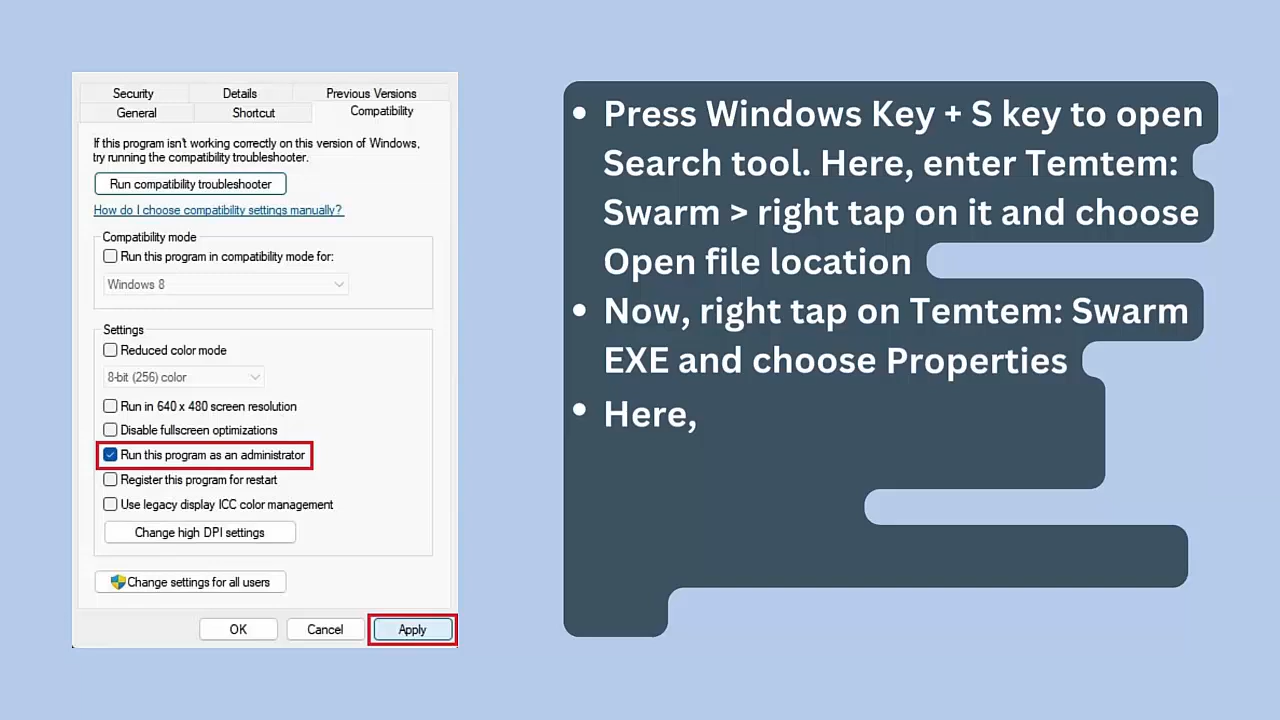 Security Details Previous Versions
General Shortcut Compatibility
If this program isn't working correctly on this version of Windows,
try running the compatibility troubleshooter.
Run compatibility troubleshooter
How do I choose compatibility settings manually?
Compatibility mode
Run this program in compatibility mode for:
Windows 8
Settings
Reduced color mode
8-bit (256) color
Run in 640 x 480 screen resolution
Disable fullscreen optimizations
Run this program as an administrator
Register this program for restart
Use legacy display ICC color management
Change high DPI settings
Change settings for all users
OK Cancel Apply
• Press Windows Key + S key to open
Search tool. Here, enter Temtem:
Swarm > right tap on it and choose
Open file location
• Now, right tap on Temtem: Swarm
EXE and choose Properties
• Here,